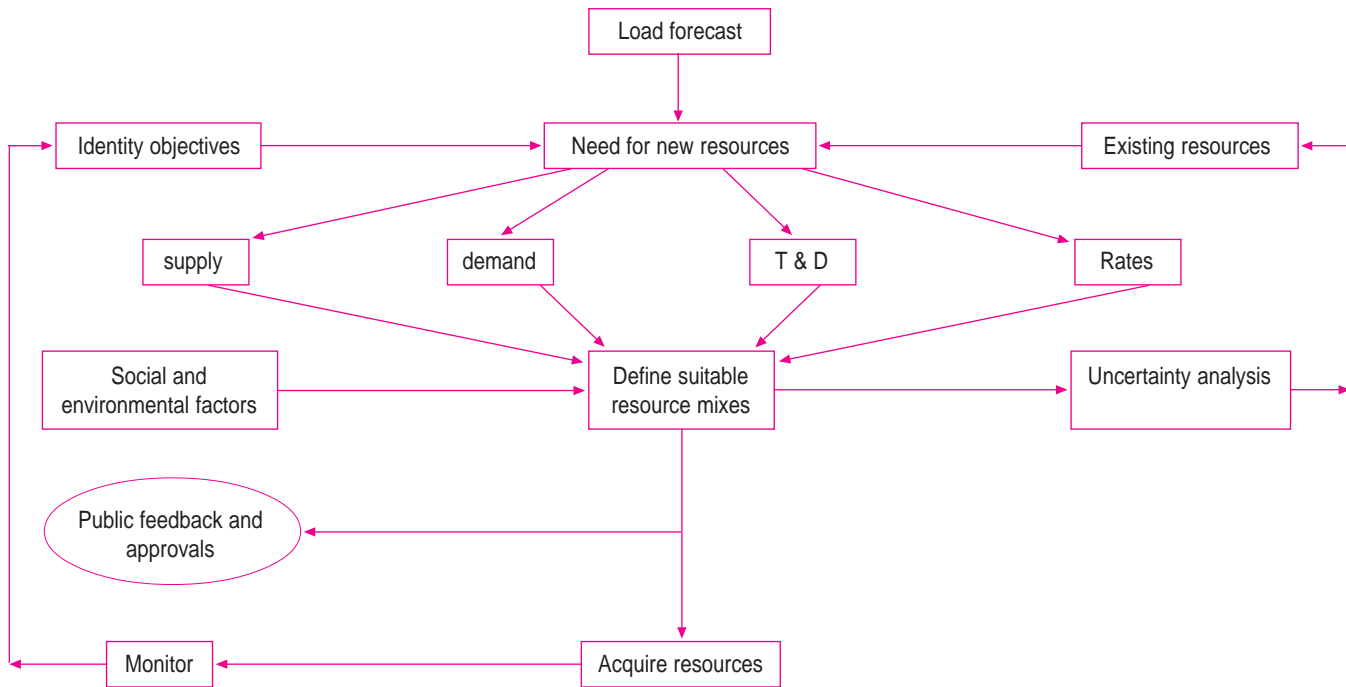 Load forecast
Identity objectives
Need for new resources
Existing resources
supply
demand
T & D
Rates
Social and
environmental factors
Define suitable
resource mixes
Uncertainty analysis
Public feedback and
approvals
Monitor
Acquire resources